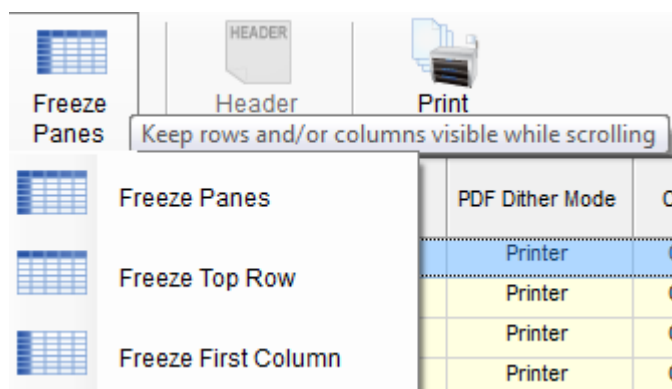 HEADER
Freeze
Panes
Header
Print
Keep rows and/or columns visible while scrolling
Freeze Panes
Freeze Top Row
Freeze First Column
PDF Dither Mode
Printer
Printer
Printer
Printer